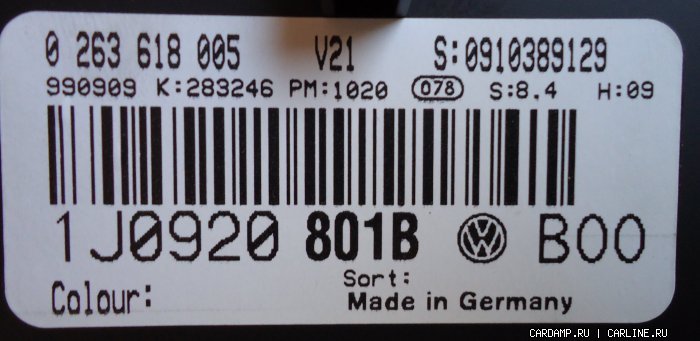 0 263 618 005 V21 S:0910389129
990909 K:283246 PM:1020 078 S:8.4 H:09
1J0920 801B VW B00
Sort:
Colour: Made in Germany
CARDAMP.RU | CARLINE.RU